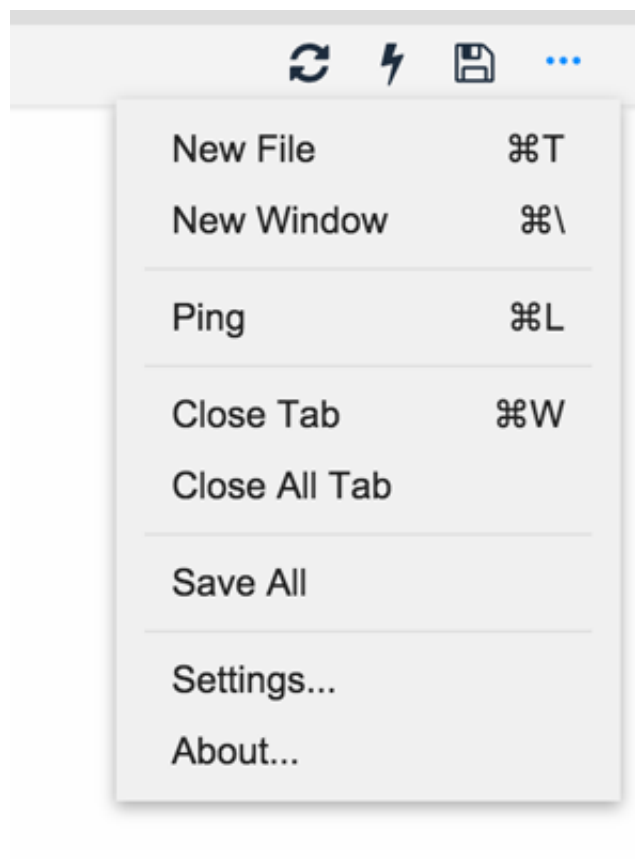 New File ⌘T
New Window ⌘\
Ping ⌘L
Close Tab ⌘W
Close All Tab
Save All
Settings...
About...